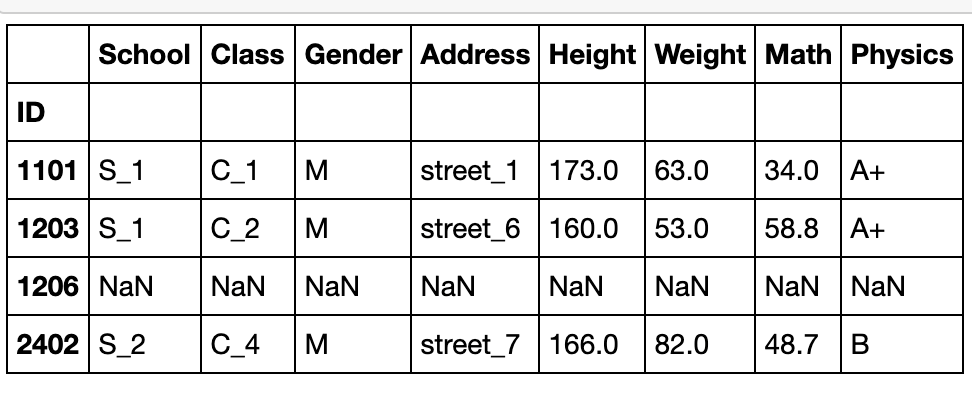 School Class Gender Address Height Weight Math Physics
ID
1101 S_1 C_1 M street_1 173.0 63.0 34.0 A+
1203 S_1 C_2 M street_6 160.0 53.0 58.8 A+
1206 NaN NaN NaN NaN NaN NaN NaN NaN
2402 S_2 C_4 M street_7 166.0 82.0 48.7 B